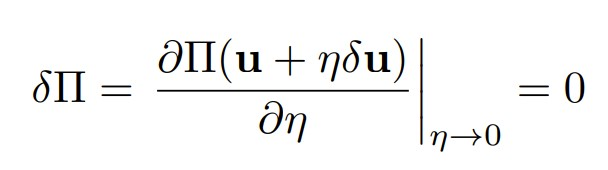 δΠ = ∂Π(𝐮 + ηδ𝐮) / ∂η |η→0 = 0